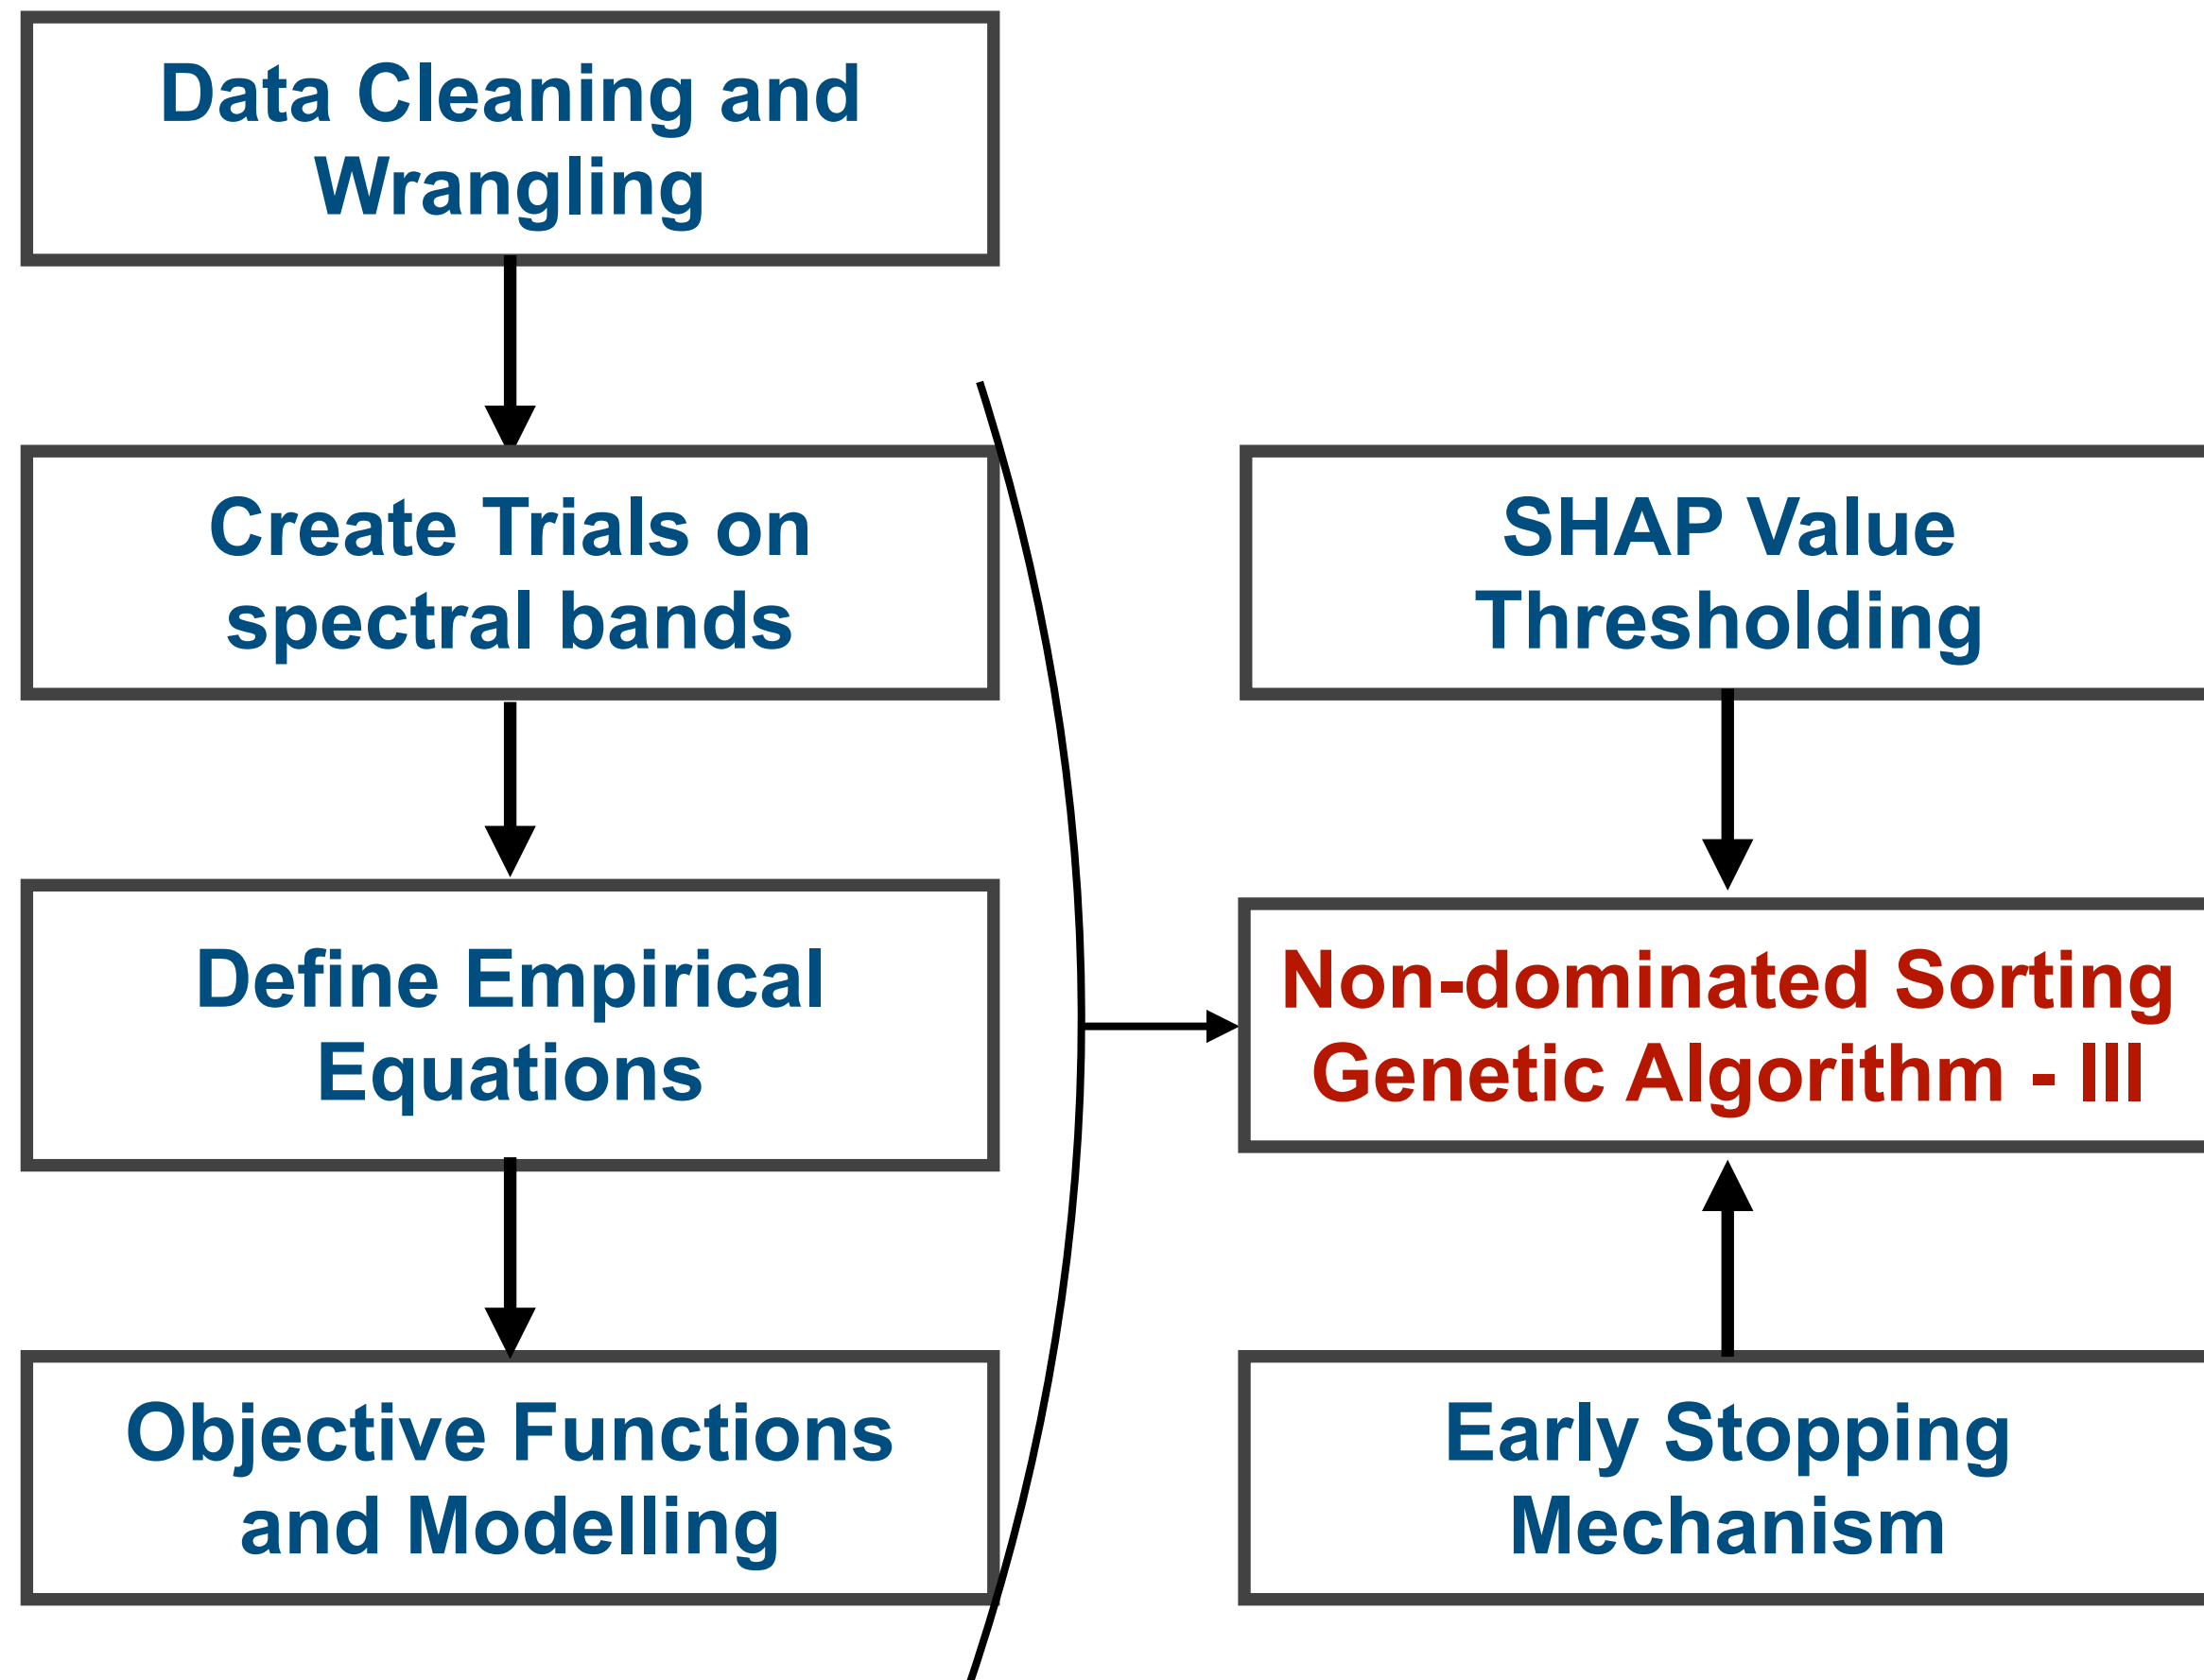 Data Cleaning and
Wrangling
Create Trials on
spectral bands
Define Empirical
Equations
Objective Functions
and Modelling
SHAP Value
Thresholding
Non-dominated Sorting
Genetic Algorithm - III
Early Stopping
Mechanism